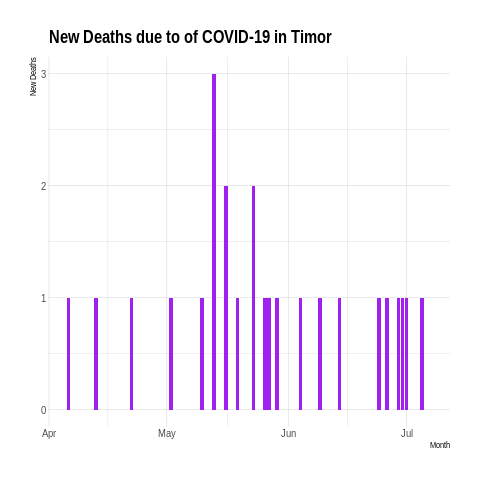 New Deaths due to of COVID-19 in Timor
New Deaths
3
2
1
0
Apr May Jun Jul
Month